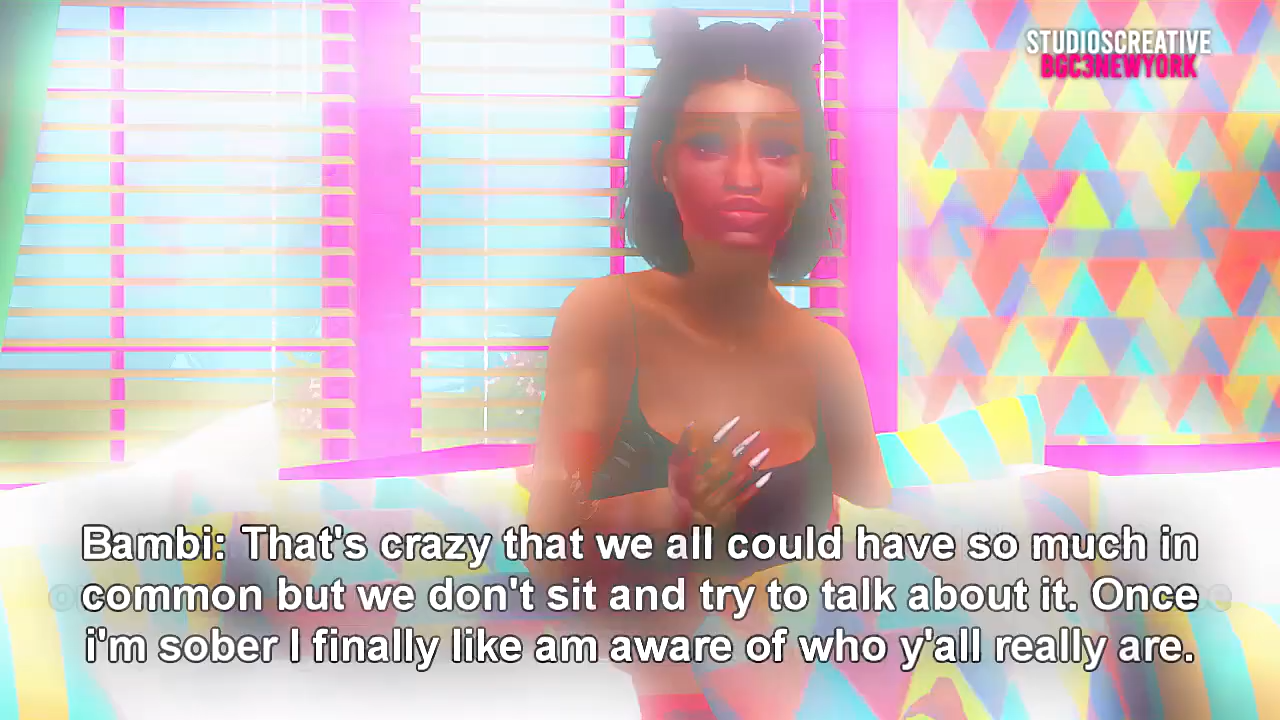 STUDIOSCREATIVE
BGC3NEWYORK
Bambi: That's crazy that we all could have so much in
common but we don't sit and try to talk about it. Once
i'm sober I finally like am aware of who y'all really are.